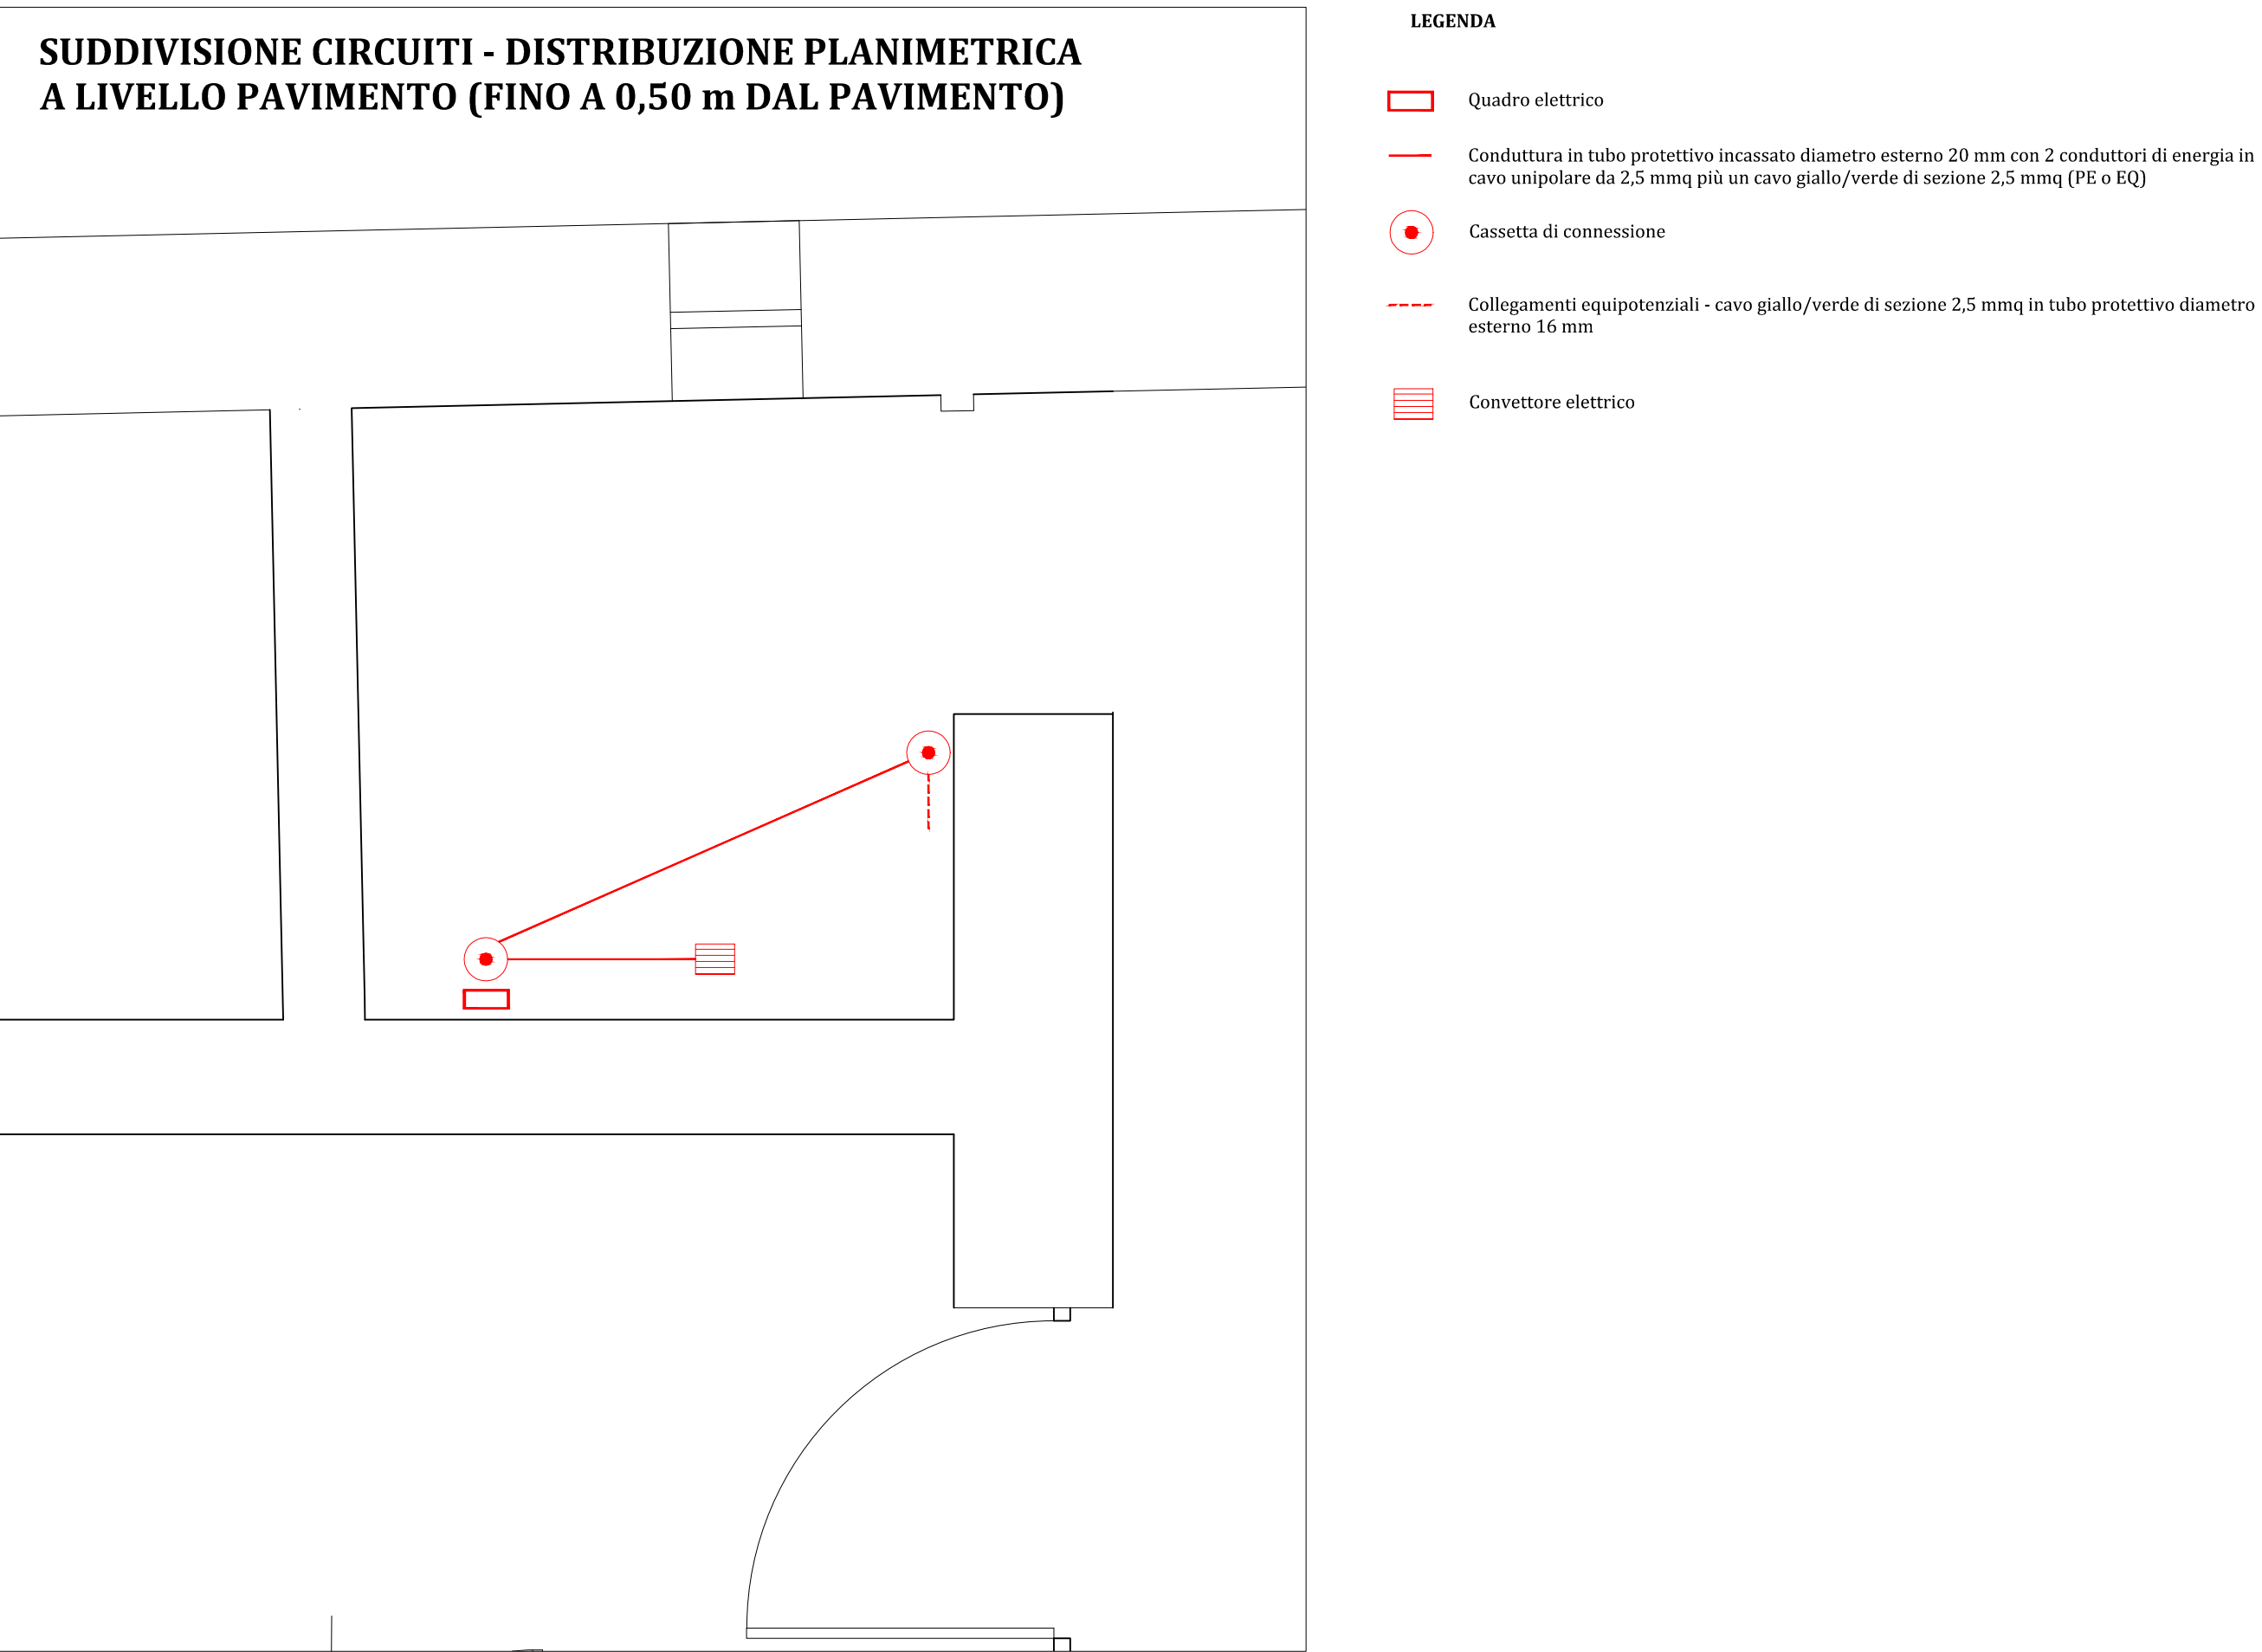 SUDDIVISIONE CIRCUITI - DISTRIBUZIONE PLANIMETRICA
A LIVELLO PAVIMENTO (FINO A 0,50 m DAL PAVIMENTO)
LEGENDA
Quadro elettrico
Conduttura in tubo protettivo incassato diametro esterno 20 mm con 2 conduttori di energia in
cavo unipolare da 2,5 mmq più un cavo giallo/verde di sezione 2,5 mmq (PE o EQ)
Cassetta di connessione
Collegamenti equipotenziali - cavo giallo/verde di sezione 2,5 mmq in tubo protettivo diametro
esterno 16 mm
Convettore elettrico